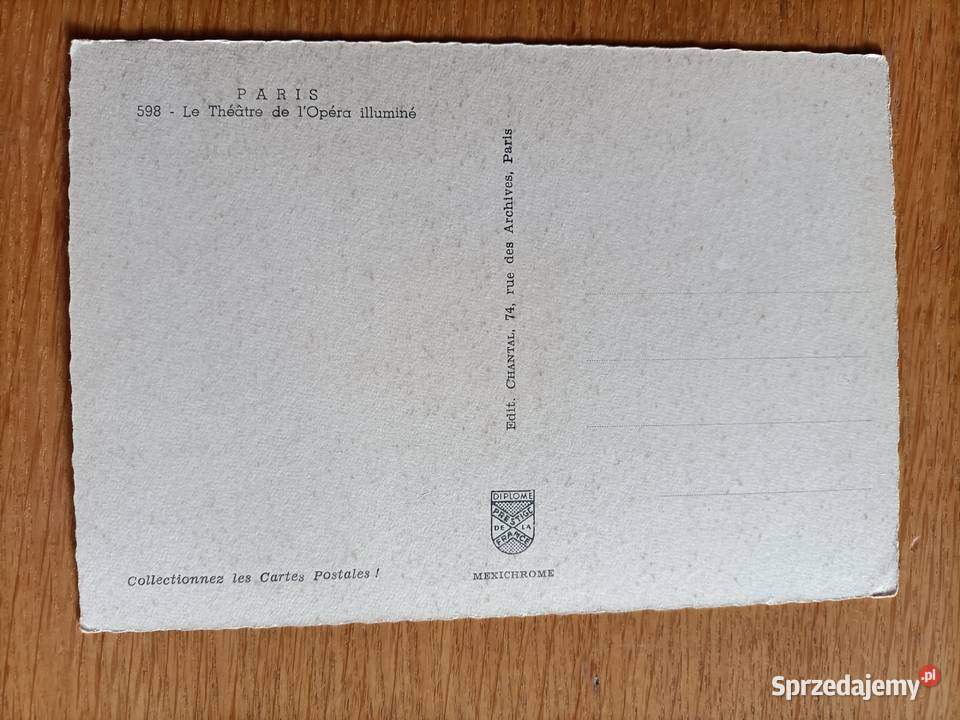 PARIS
598 - Le Théâtre de l'Opéra illuminé
Edit. CHANTAL, 74, rue des Archives, Paris
DIPLOME
PRESTIGE
DE LA
FRANCE
MEXICHROME
Collectionnez les Cartes Postales !
Sprzedajemy.pl